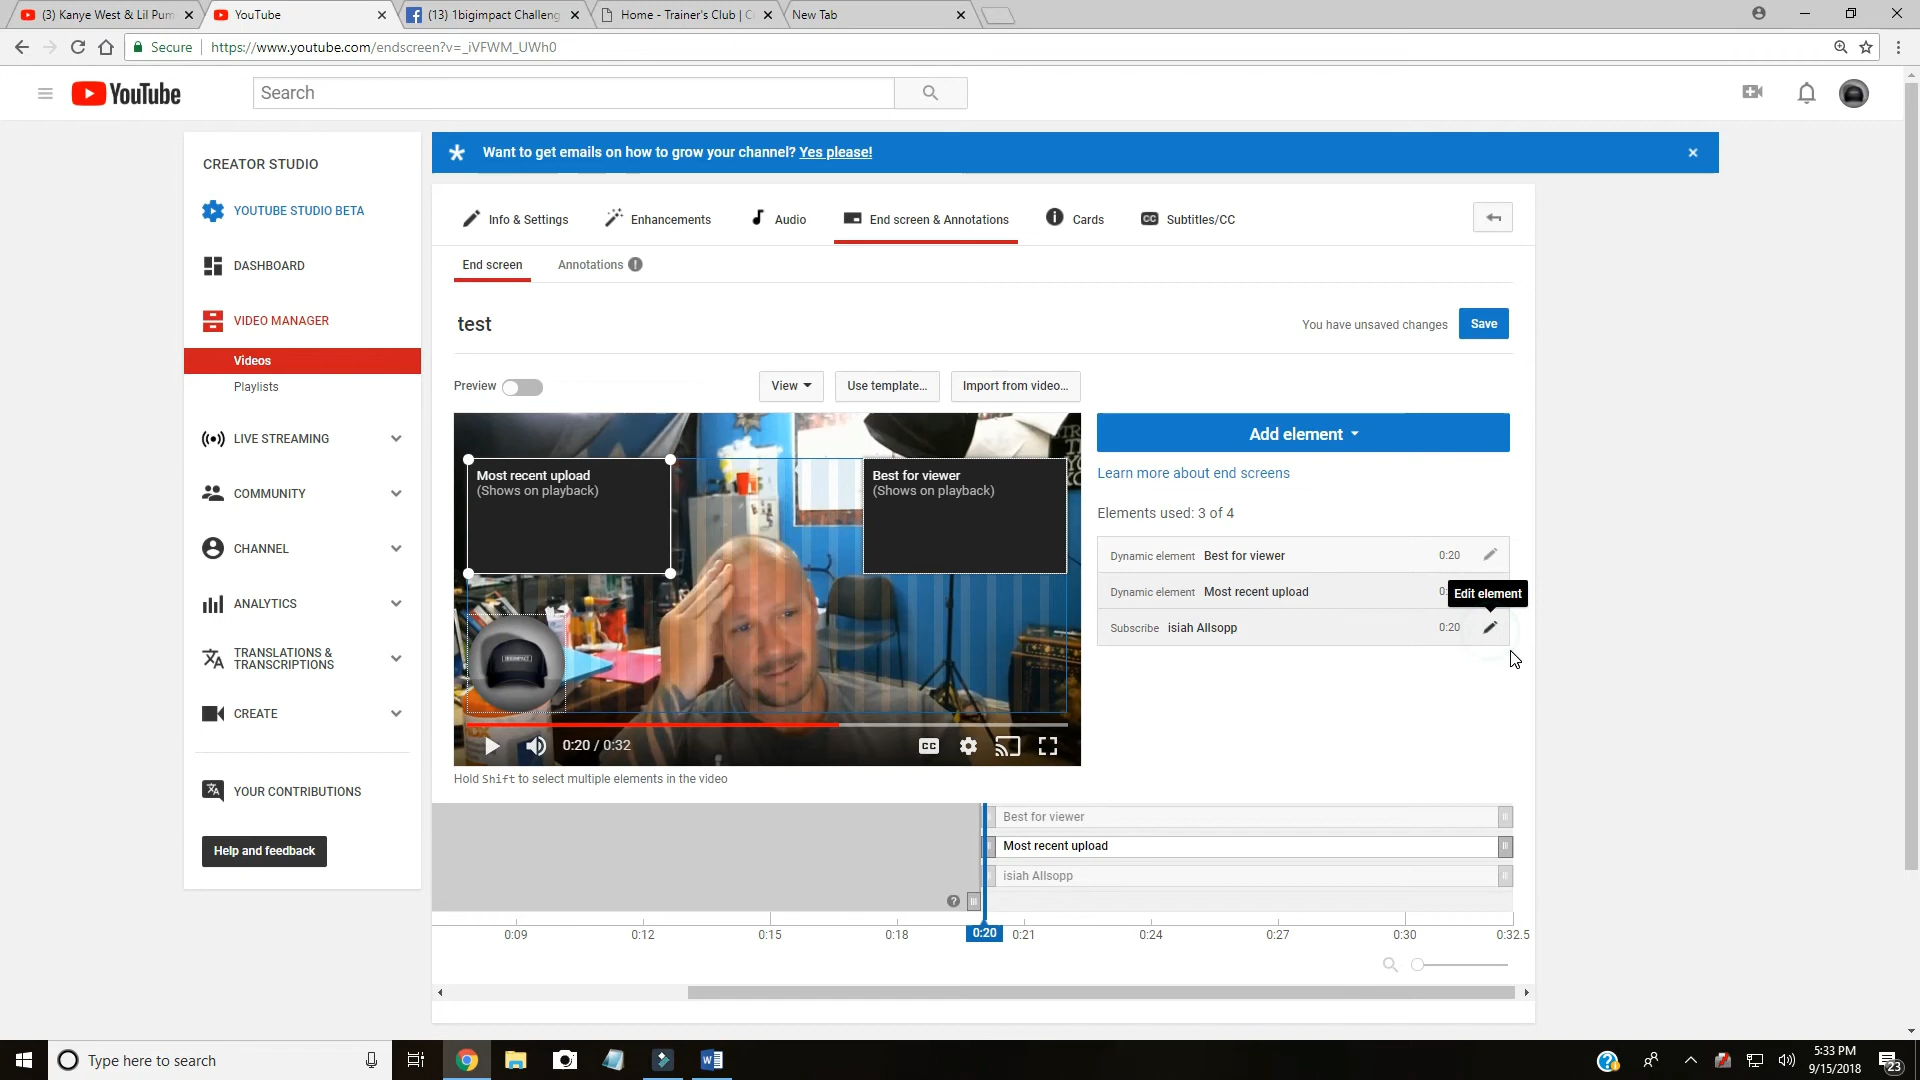 (3) Kanye West & Lil Pum
YouTube
(13) 1bigimpact Challeng
Home - Trainer's Club | C
New Tab
Secure
https://www.youtube.com/endscreen?v=_iVFWM_UWh0
YouTube
Search
CREATOR STUDIO
Want to get emails on how to grow your channel? Yes please!
YOUTUBE STUDIO BETA
Info & Settings
Enhancements
Audio
End screen & Annotations
Cards
CC
Subtitles/CC
DASHBOARD
End screen
Annotations
VIDEO MANAGER
test
You have unsaved changes
Save
Videos
Playlists
Preview
View
Use template...
Import from video...
LIVE STREAMING
Add element
Most recent upload
(Shows on playback)
Best for viewer
(Shows on playback)
Learn more about end screens
COMMUNITY
Elements used: 3 of 4
CHANNEL
Dynamic element Best for viewer 0:20
Dynamic element Most recent upload 0:
Edit element
ANALYTICS
Subscribe isiah Allsopp 0:20
TRANSLATIONS &
TRANSCRIPTIONS
CREATE
0:20 / 0:32
CC
Hold Shift to select multiple elements in the video
YOUR CONTRIBUTIONS
Best for viewer
Most recent upload
isiah Allsopp
Help and feedback
0:09
0:12
0:15
0:18
0:20
0:21
0:24
0:27
0:30
0:32.5
Type here to search
5:33 PM
9/15/2018
23